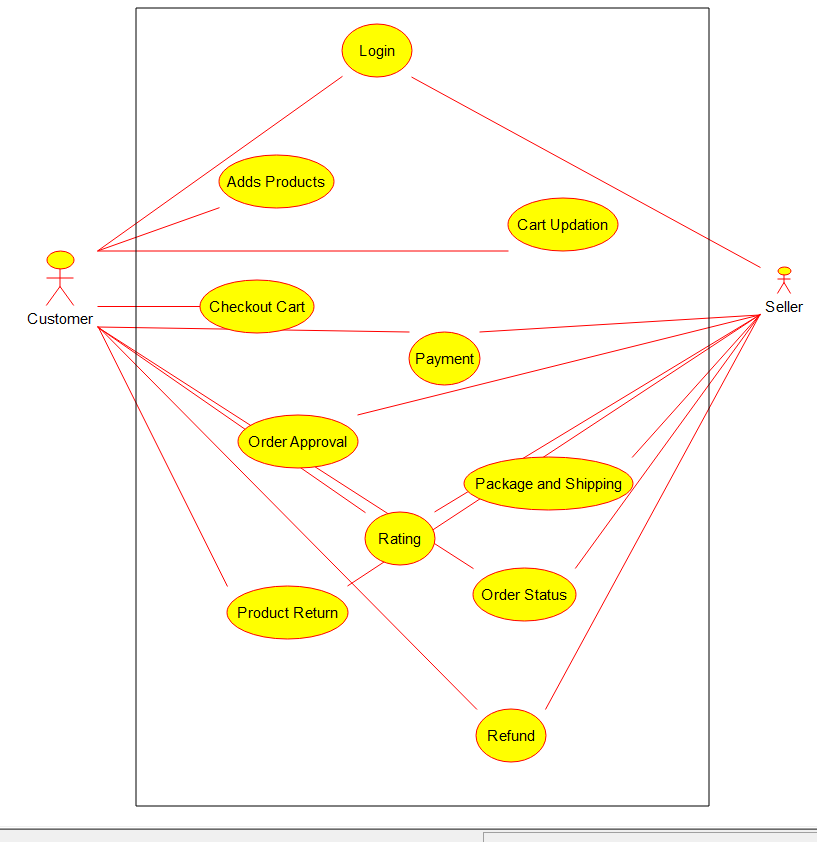 Login
Adds Products
Cart Updation
Customer
Checkout Cart
Seller
Payment
Order Approval
Package and Shipping
Rating
Order Status
Product Return
Refund